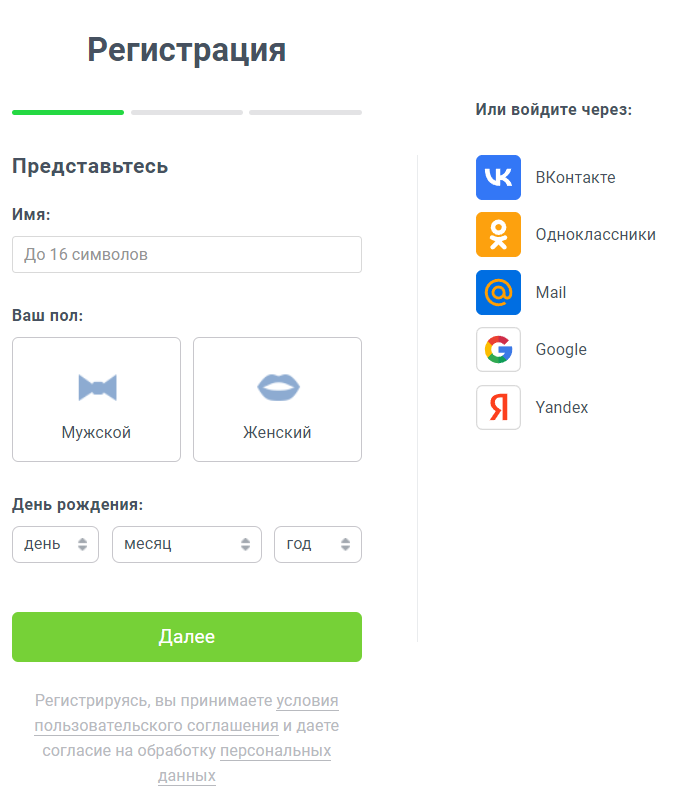 Регистрация
Представьтесь
Имя:
До 16 символов
Ваш пол:
Мужской
Женский
День рождения:
день
месяц
год
Далее
Регистрируясь, вы принимаете условия
пользовательского соглашения и даете
согласие на обработку персональных
данных
Или войдите через:
ВКонтакте
Одноклассники
Mail
Google
Yandex